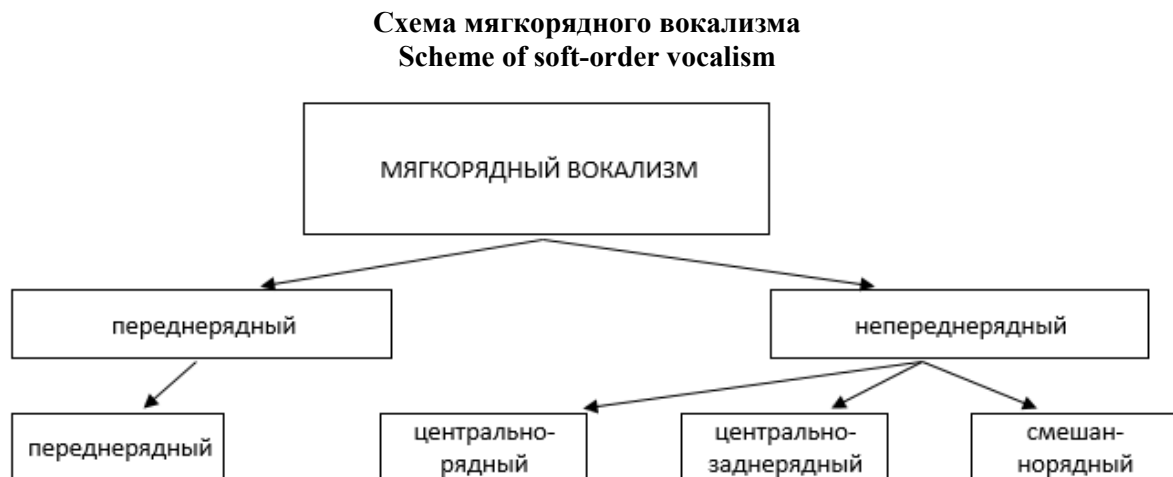 Схема мягкорядного вокализма
Scheme of soft-order vocalism
МЯГКОРЯДНЫЙ ВОКАЛИЗМ
переднерядный
непереднерядный
переднерядный
центрально-
рядный
центрально-
заднерядный
смешан-
норядный